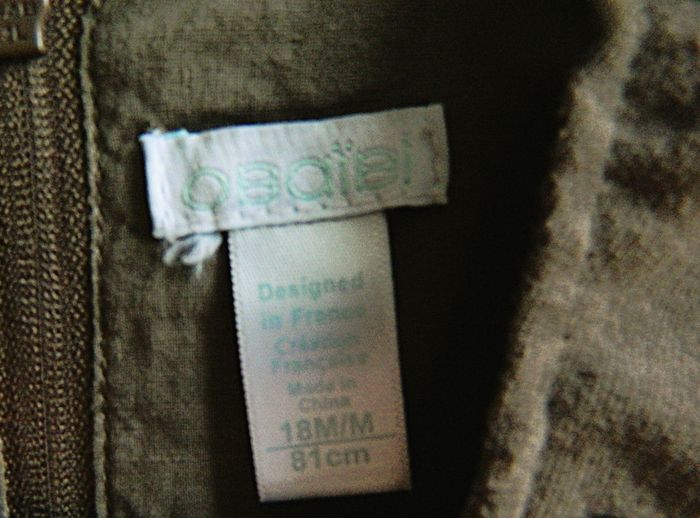 obaïbi
Designed
in France
Création
Française
Made in
China
18M/M
81cm